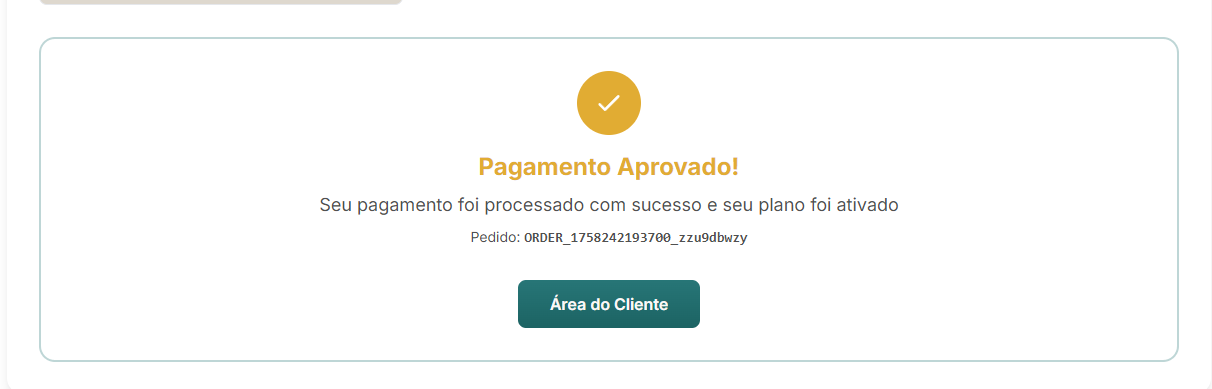 Pagamento Aprovado!
Seu pagamento foi processado com sucesso e seu plano foi ativado
Pedido: ORDER_1758242193700_zzu9dbwzy
Área do Cliente